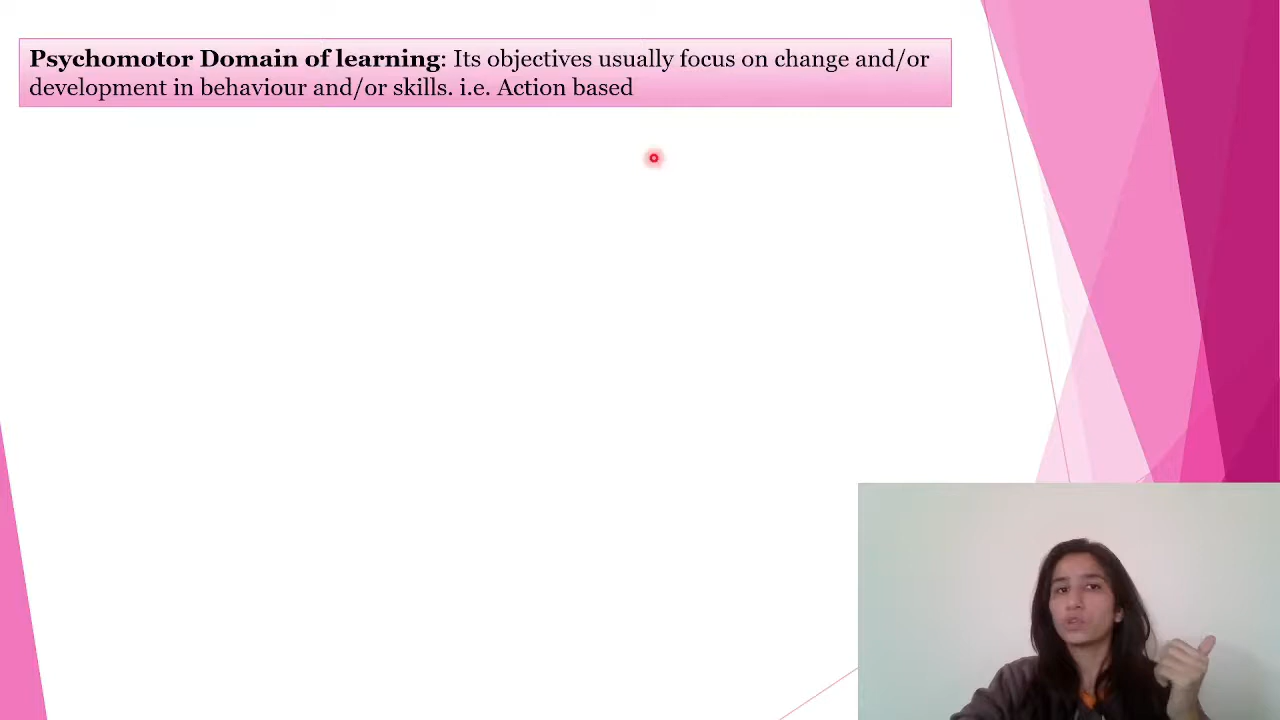 Psychomotor Domain of learning: Its objectives usually focus on change and/or
development in behaviour and/or skills. i.e. Action based